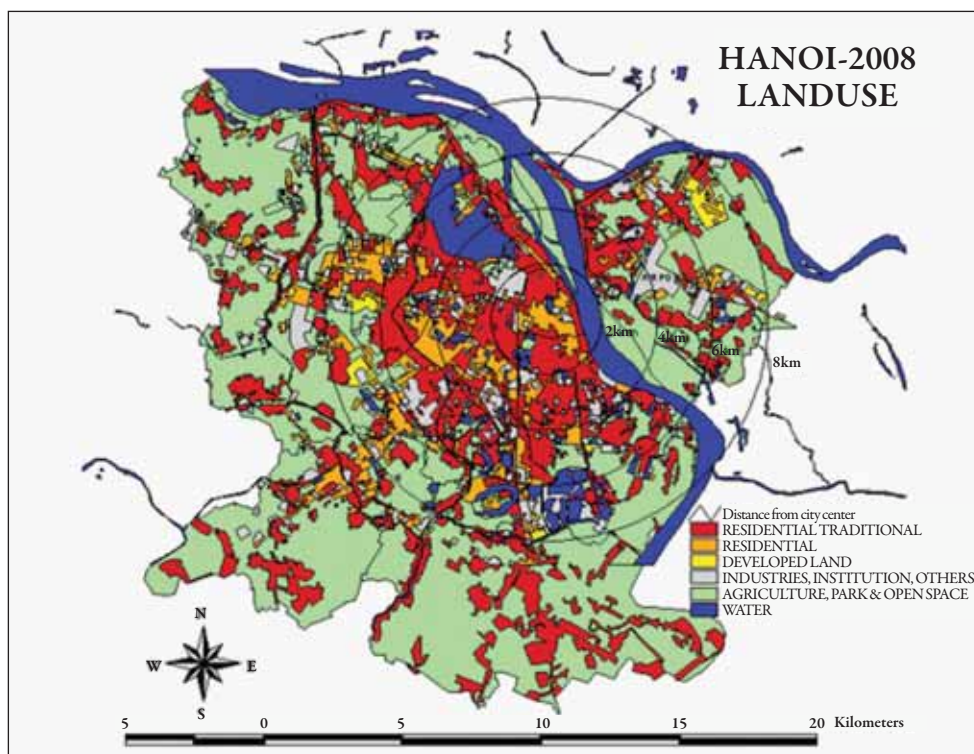 HANOI-2008
LANDUSE
2km
4km
6km
8km
Distance from city center
RESIDENTIAL TRADITIONAL
RESIDENTIAL
DEVELOPED LAND
INDUSTRIES, INSTITUTION, OTHERS
AGRICULTURE, PARK & OPEN SPACE
WATER
N
W E
S
5 0 5 10 15 20 Kilometers